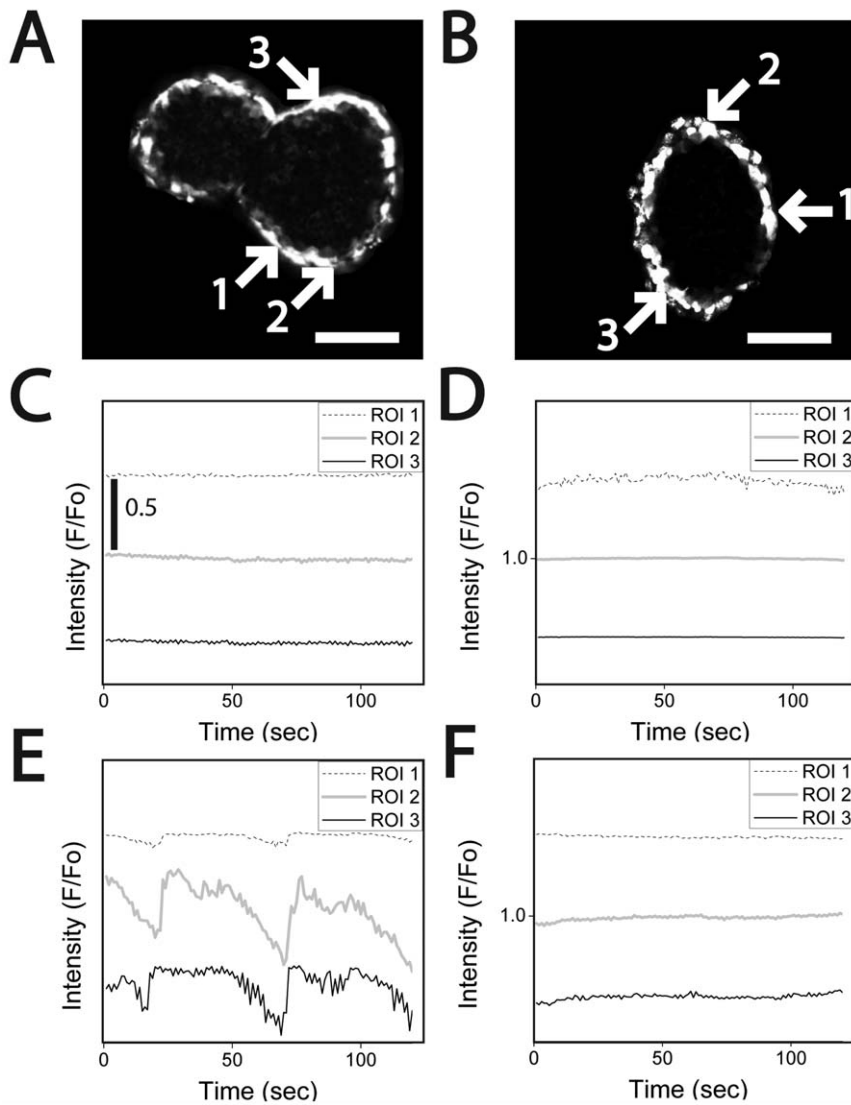 A
3
1
2
B
2
1
3
C
ROI 1
ROI 2
ROI 3
0.5
Intensity (F/Fo)
0
50
100
Time (sec)
D
ROI 1
ROI 2
ROI 3
1.0
Intensity (F/Fo)
0
50
100
Time (sec)
E
ROI 1
ROI 2
ROI 3
Intensity (F/Fo)
0
50
100
Time (sec)
F
ROI 1
ROI 2
ROI 3
1.0
Intensity (F/Fo)
0
50
100
Time (sec)